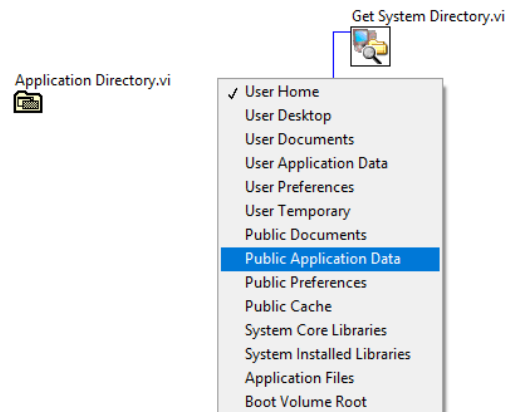 Get System Directory.vi
Application Directory.vi
✓ User Home
User Desktop
User Documents
User Application Data
User Preferences
User Temporary
Public Documents
Public Application Data
Public Preferences
Public Cache
System Core Libraries
System Installed Libraries
Application Files
Boot Volume Root